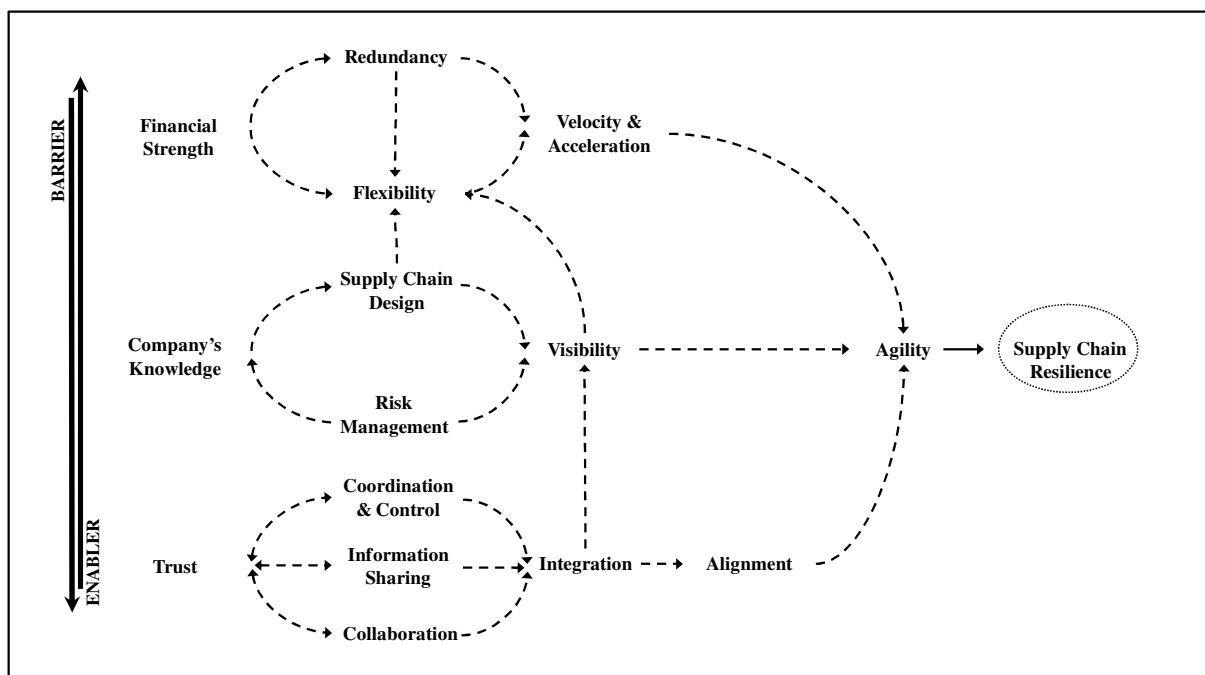 BARRIER
ENABLER
Redundancy
Financial
Strength
Velocity &
Acceleration
Flexibility
Supply Chain
Design
Company’s
Knowledge
Visibility
Agility
Supply Chain
Resilience
Risk
Management
Coordination
& Control
Trust
Information
Sharing
Integration
Alignment
Collaboration